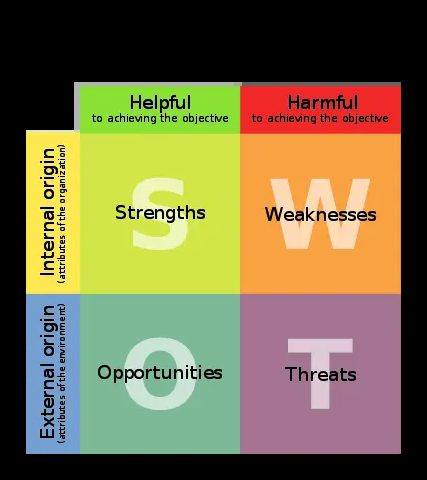 Helpful
to achieving the objective
Harmful
to achieving the objective
Internal origin
(attributes of the organization)
S
Strengths
W
Weaknesses
External origin
(attributes of the environment)
O
Opportunities
T
Threats